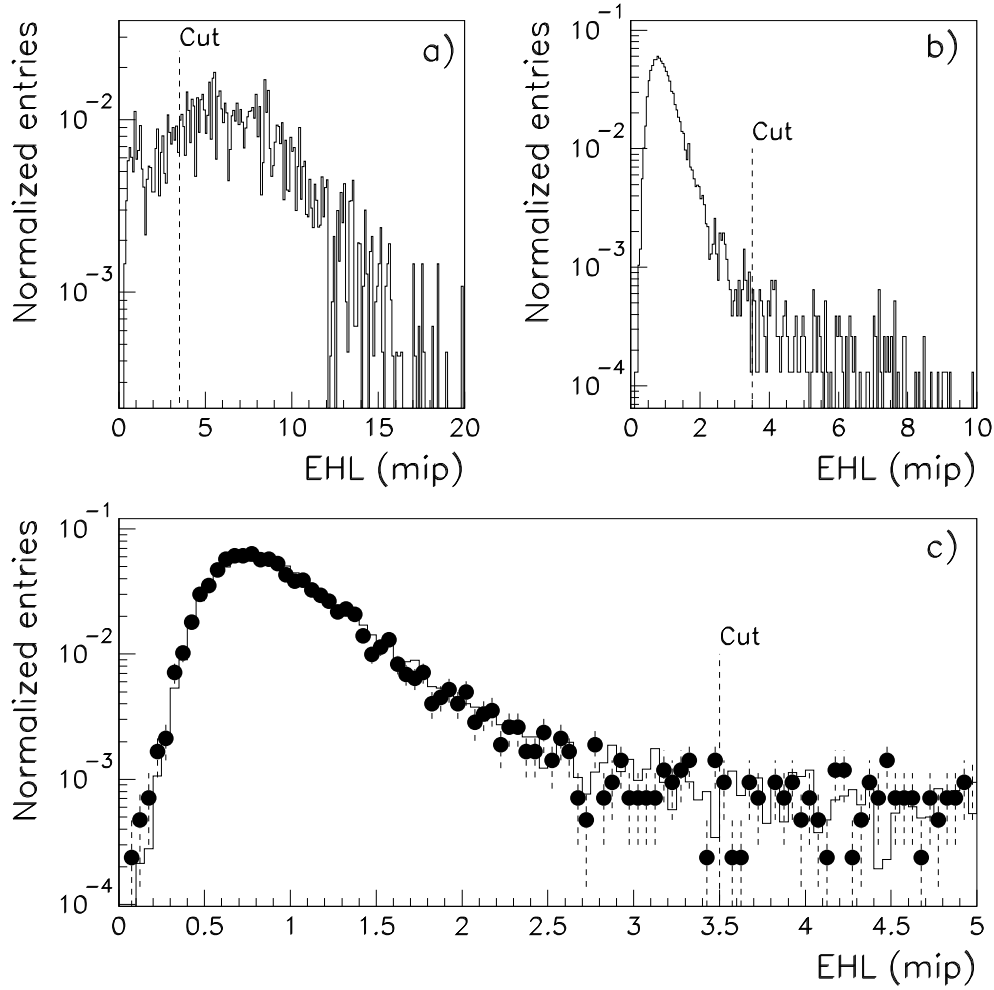 a)
Cut
Normalized entries
10⁻²
10⁻³
0 5 10 15 20
EHL (mip)
b)
Cut
Normalized entries
10⁻¹
10⁻²
10⁻³
10⁻⁴
0 2 4 6 8 10
EHL (mip)
c)
Cut
Normalized entries
10⁻¹
10⁻²
10⁻³
10⁻⁴
0 0.5 1 1.5 2 2.5 3 3.5 4 4.5 5
EHL (mip)